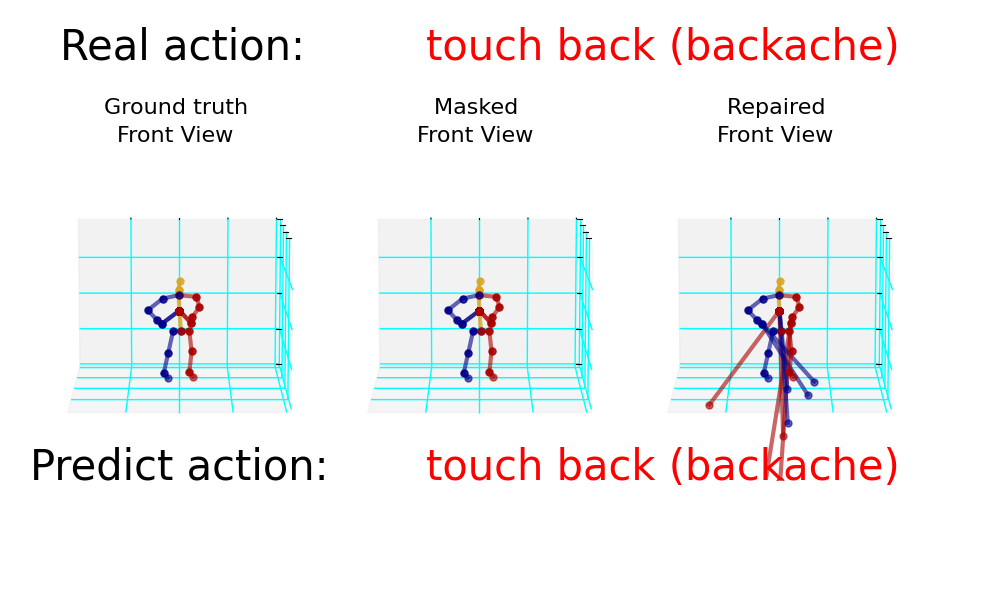 Real action: touch back (backache)
Ground truth
Front View
Masked
Front View
Repaired
Front View
Predict action: touch back (backache)